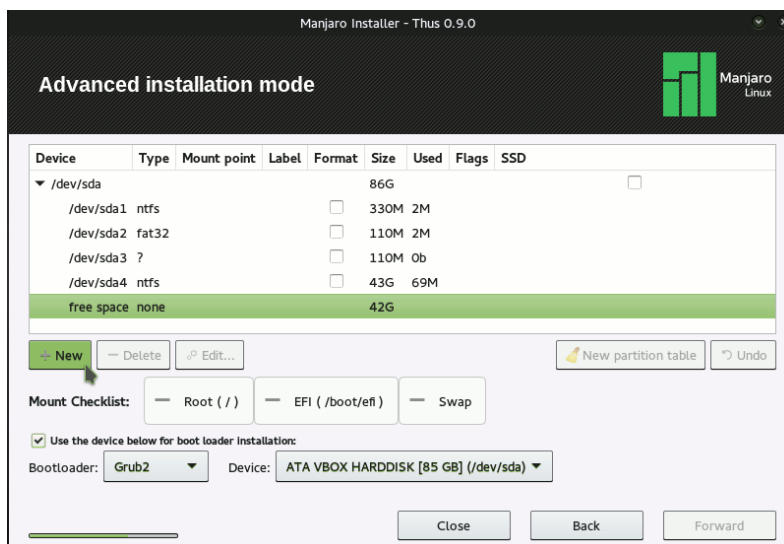 Manjaro Installer - Thus 0.9.0
Advanced installation mode
Manjaro
Linux
Device Type Mount point Label Format Size Used Flags SSD
/dev/sda 86G
/dev/sda1 ntfs 330M 2M
/dev/sda2 fat32 110M 2M
/dev/sda3 ? 110M 0b
/dev/sda4 ntfs 43G 69M
free space none 42G
New Delete Edit... New partition table Undo
Mount Checklist: Root ( / ) EFI ( /boot/efi ) Swap
Use the device below for boot loader installation:
Bootloader: Grub2 Device: ATA VBOX HARDDISK [85 GB] (/dev/sda)
Close Back Forward